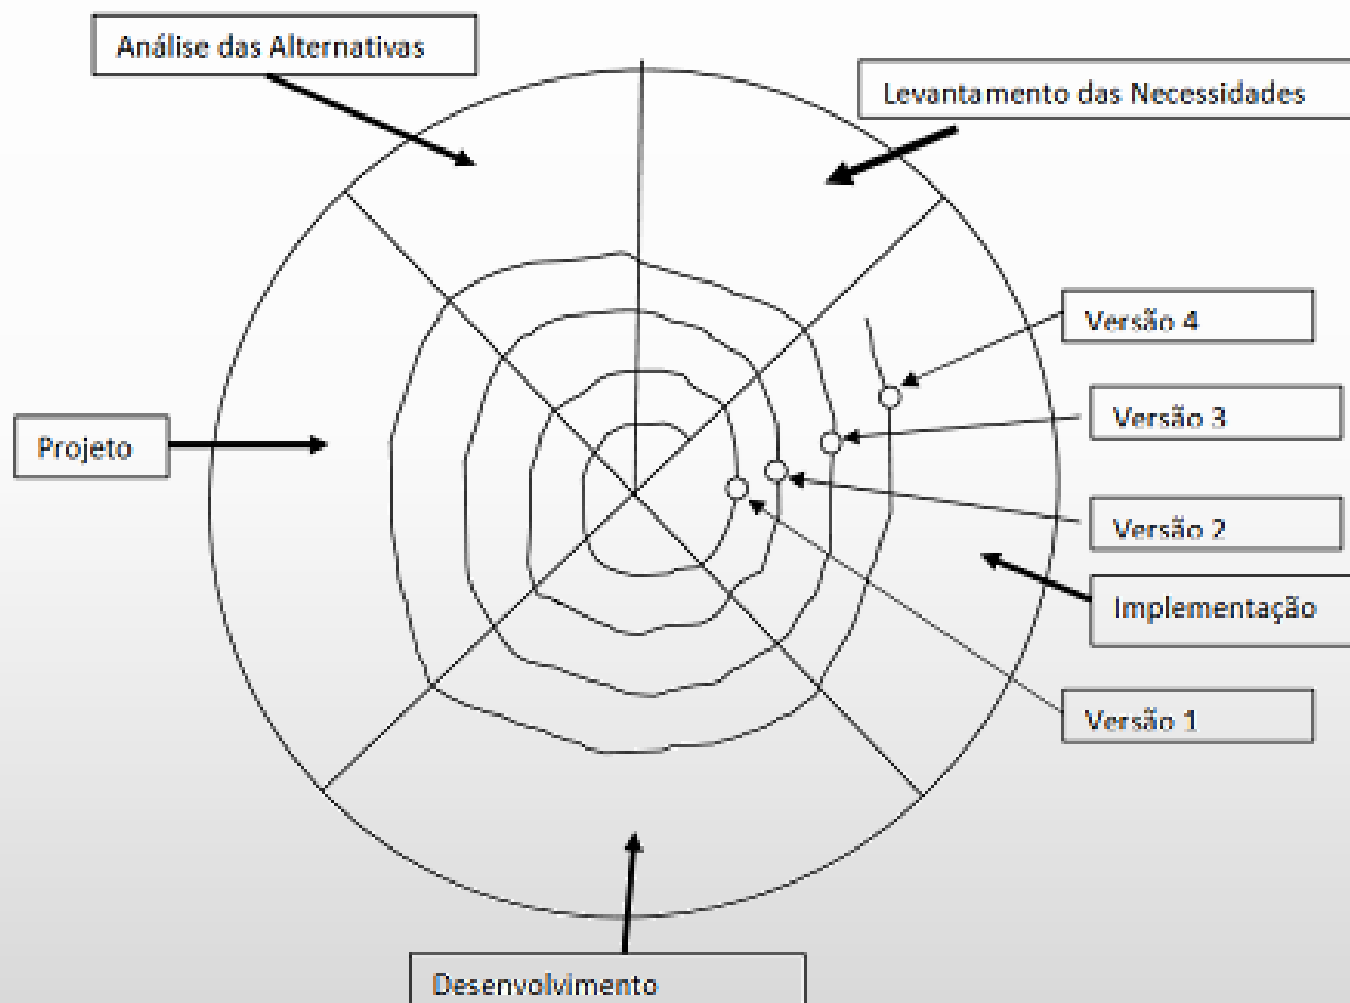 Análise das Alternativas
Levantamento das Necessidades
Versão 4
Versão 3
Projeto
Versão 2
Implementação
Versão 1
Desenvolvimento